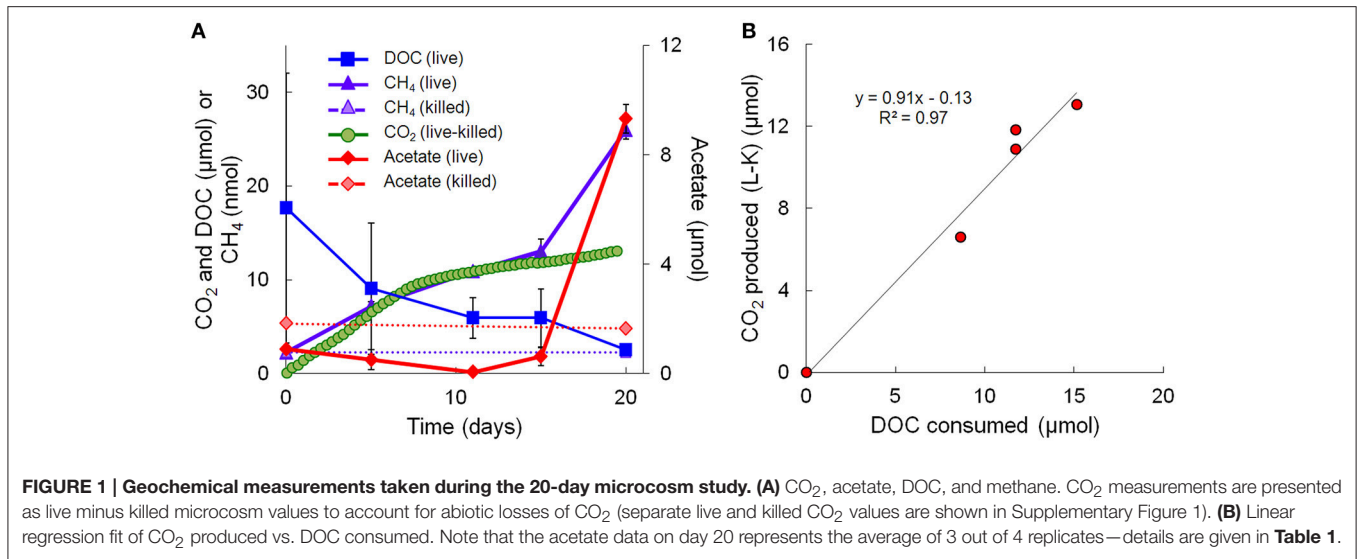 A
B
DOC (live)
CH₄ (live)
CH₄ (killed)
CO₂ (live-killed)
Acetate (live)
Acetate (killed)
CO₂ and DOC (µmol) or
CH₄ (nmol)
30
20
10
0
12
8
4
0
Acetate (µmol)
0
10
20
Time (days)
y = 0.91x - 0.13
R² = 0.97
CO₂ produced (L-K) (µmol)
16
12
8
4
0
0
5
10
15
20
DOC consumed (µmol)
FIGURE 1 | Geochemical measurements taken during the 20-day microcosm study. (A) CO₂, acetate, DOC, and methane. CO₂ measurements are presented
as live minus killed microcosm values to account for abiotic losses of CO₂ (separate live and killed CO₂ values are shown in Supplementary Figure 1). (B) Linear
regression fit of CO₂ produced vs. DOC consumed. Note that the acetate data on day 20 represents the average of 3 out of 4 replicates—details are given in Table 1.